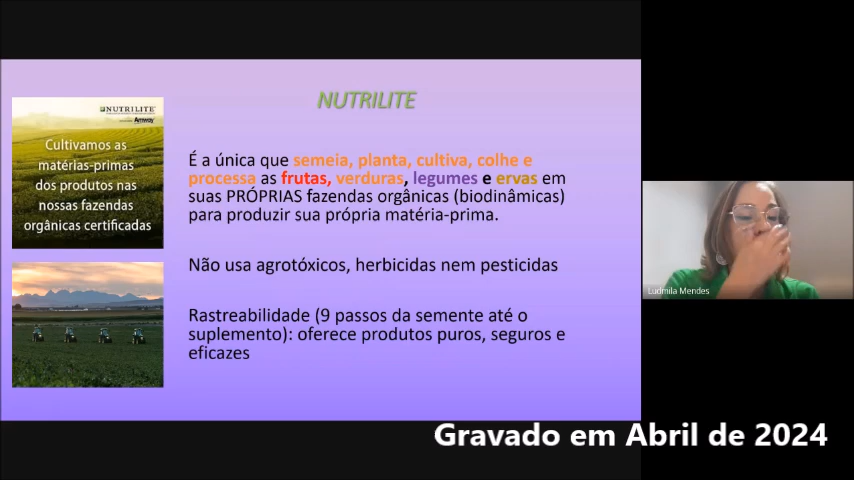 NUTRILITE
NUTRILITE
Amway
Cultivamos as
matérias-primas
dos produtos nas
nossas fazendas
orgânicas certificadas
É a única que semeia, planta, cultiva, colhe e
processa as frutas, verduras, legumes e ervas em
suas PRÓPRIAS fazendas orgânicas (biodinâmicas)
para produzir sua própria matéria-prima.
Não usa agrotóxicos, herbicidas nem pesticidas
Rastreabilidade (9 passos da semente até o
suplemento): oferece produtos puros, seguros e
eficazes
Ludmila Mendes
Gravado em Abril de 2024